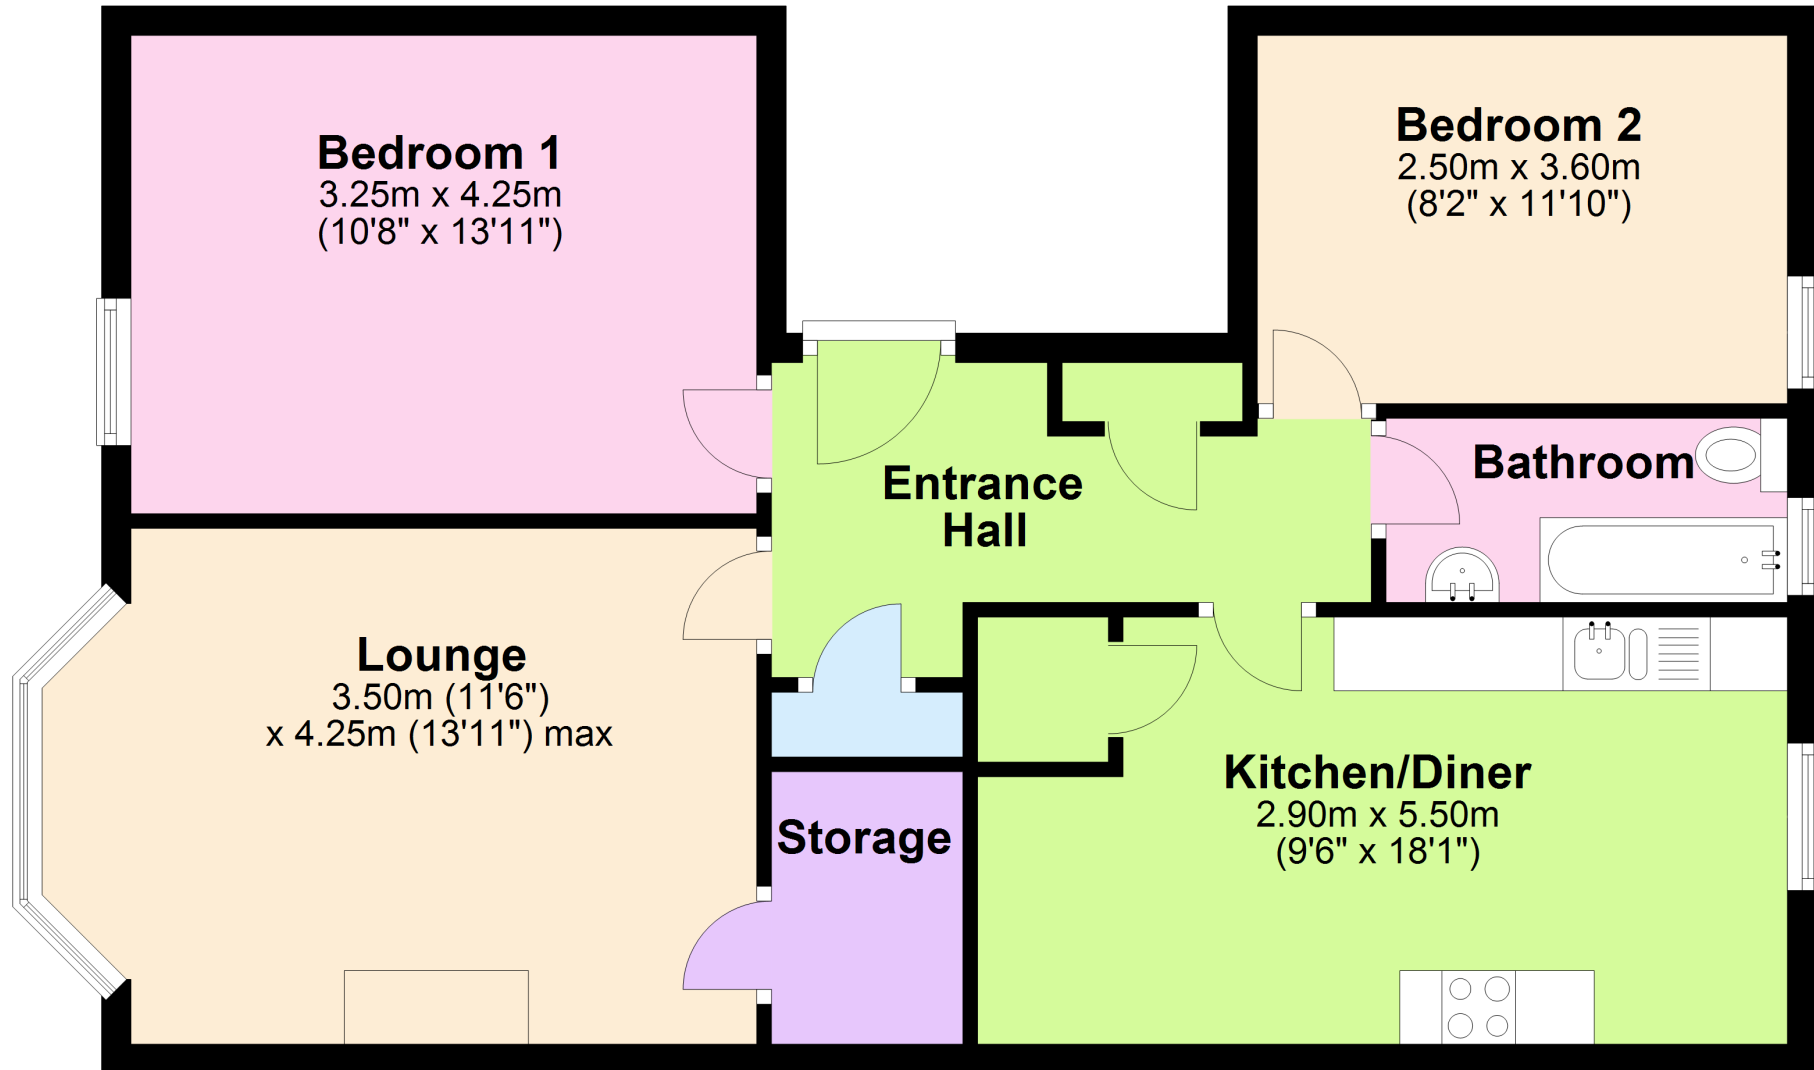 Bedroom 1
3.25m x 4.25m
(10'8" x 13'11")
Bedroom 2
2.50m x 3.60m
(8'2" x 11'10")
Bathroom
Entrance
Hall
Lounge
3.50m (11'6")
x 4.25m (13'11") max
Storage
Kitchen/Diner
2.90m x 5.50m
(9'6" x 18'1")